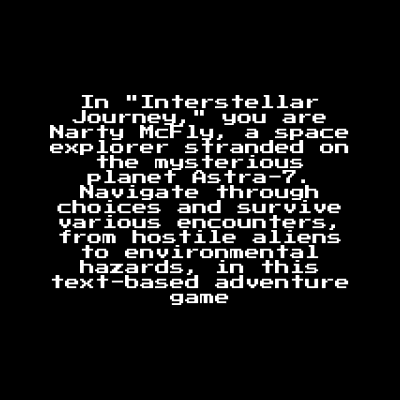 In "Interstellar
Journey," you are
Narty McFly, a space
explorer stranded on
the mysterious
planet Astra-7.
Navigate through
choices and survive
various encounters,
from hostile aliens
to environmental
hazards, in this
text-based adventure
game